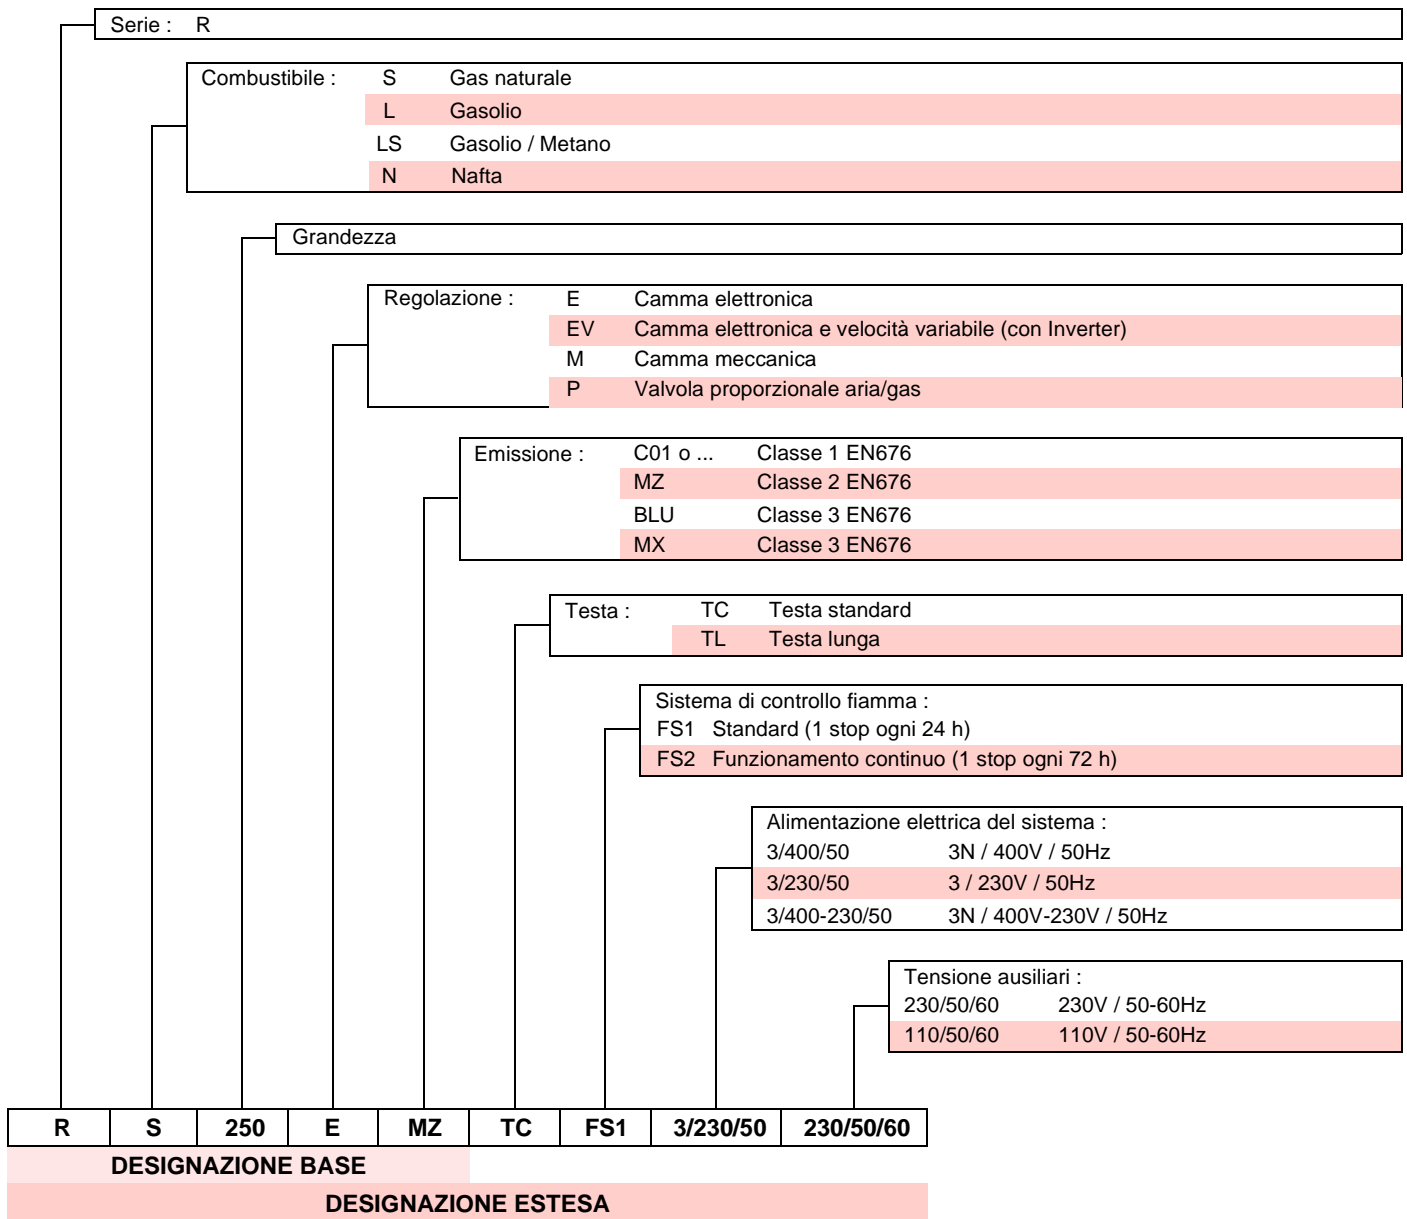 Serie : R
Combustibile : S Gas naturale
L Gasolio
LS Gasolio / Metano
N Nafta
Grandezza
Regolazione : E Camma elettronica
EV Camma elettronica e velocità variabile (con Inverter)
M Camma meccanica
P Valvola proporzionale aria/gas
Emissione : C01 o ... Classe 1 EN676
MZ Classe 2 EN676
BLU Classe 3 EN676
MX Classe 3 EN676
Testa : TC Testa standard
TL Testa lunga
Sistema di controllo fiamma :
FS1 Standard (1 stop ogni 24 h)
FS2 Funzionamento continuo (1 stop ogni 72 h)
Alimentazione elettrica del sistema :
3/400/50 3N / 400V / 50Hz
3/230/50 3 / 230V / 50Hz
3/400-230/50 3N / 400V-230V / 50Hz
Tensione ausiliari :
230/50/60 230V / 50-60Hz
110/50/60 110V / 50-60Hz
R S 250 E MZ TC FS1 3/230/50 230/50/60
DESIGNAZIONE BASE
DESIGNAZIONE ESTESA